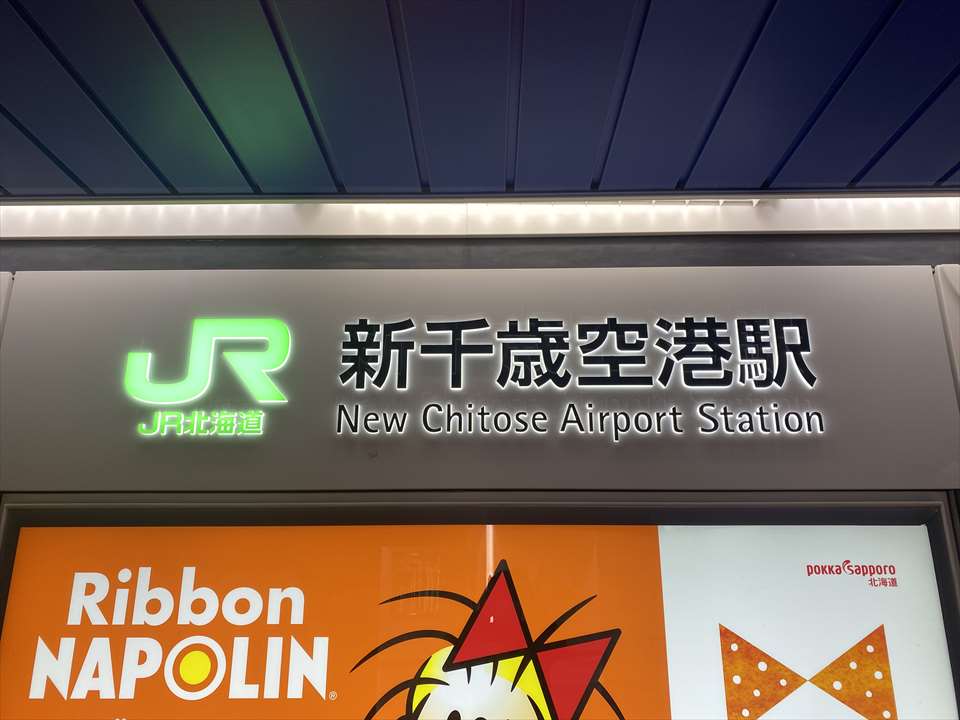 JR
JR北海道
新千歳空港駅
New Chitose Airport Station
Ribbon
NAPOLIN®
pokka sapporo
北海道